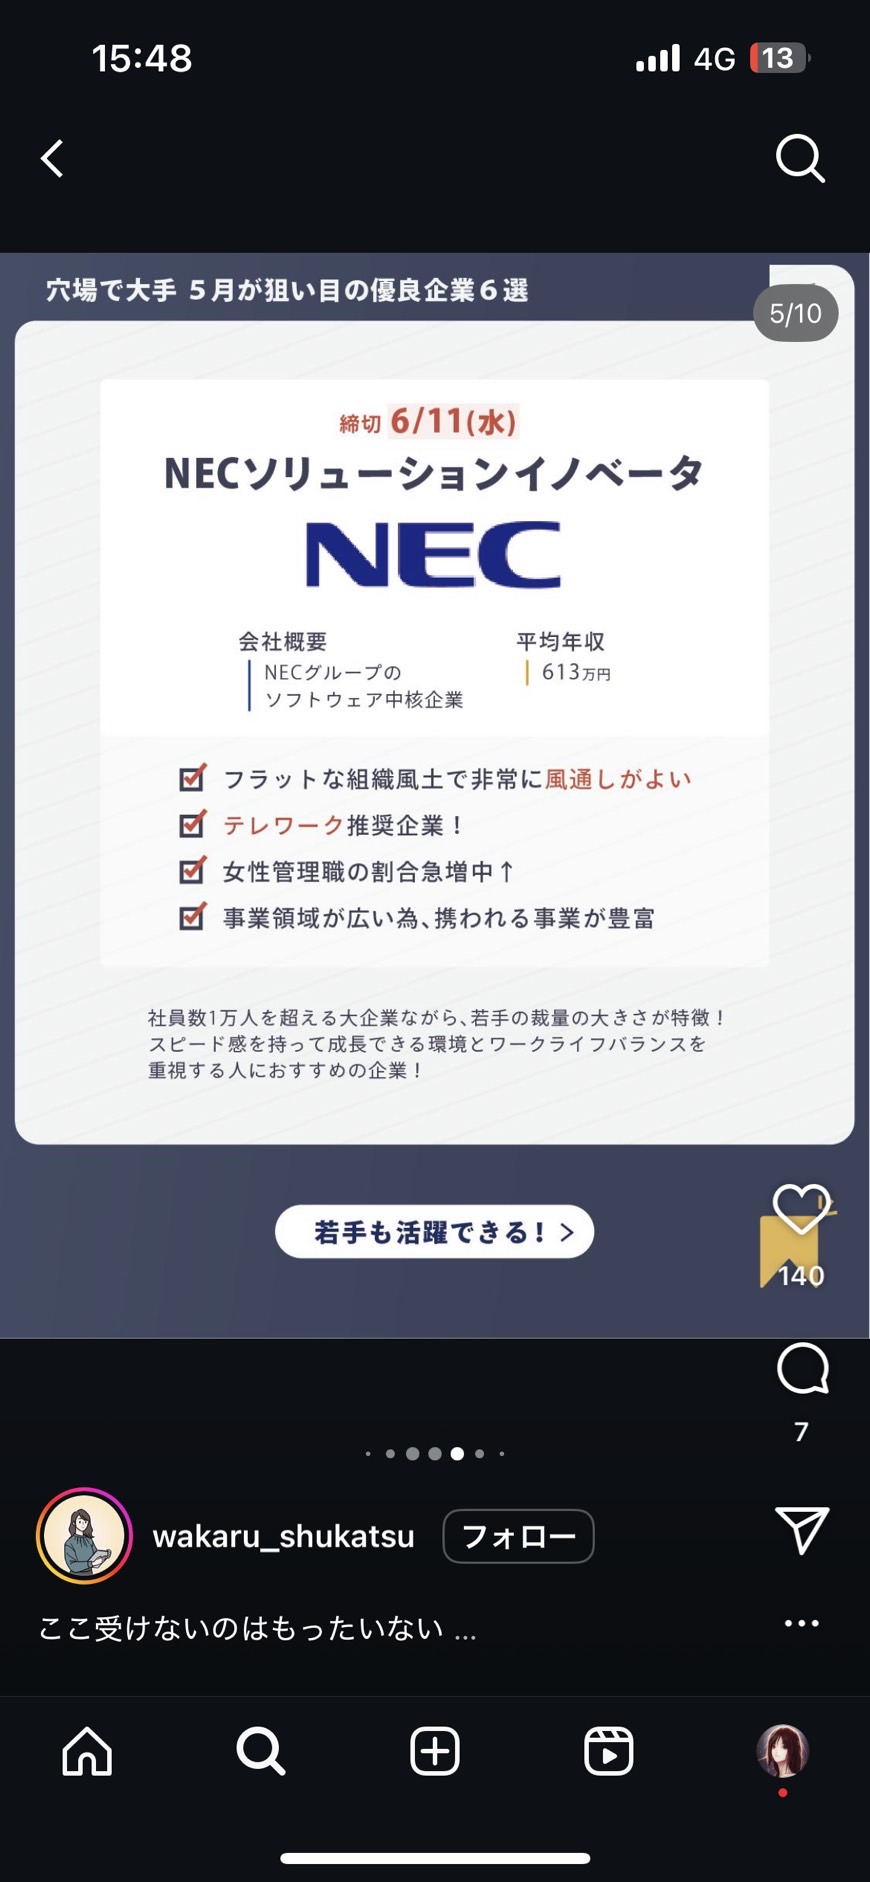 15:48
4G 13
穴場で大手 5月が狙い目の優良企業6選
5/10
締切 6/11(水)
NECソリューションイノベータ
NEC
会社概要
NECグループの
ソフトウェア中核企業
平均年収
613万円
フラットな組織風土で非常に風通しがよい
テレワーク推奨企業！
女性管理職の割合急増中↑
事業領域が広い為、携われる事業が豊富
社員数1万人を超える大企業ながら、若手の裁量の大きさが特徴！
スピード感を持って成長できる環境とワークライフバランスを
重視する人におすすめの企業！
若手も活躍できる！ >
140
7
wakaru_shukatsu フォロー
ここ受けないのはもったいない ...